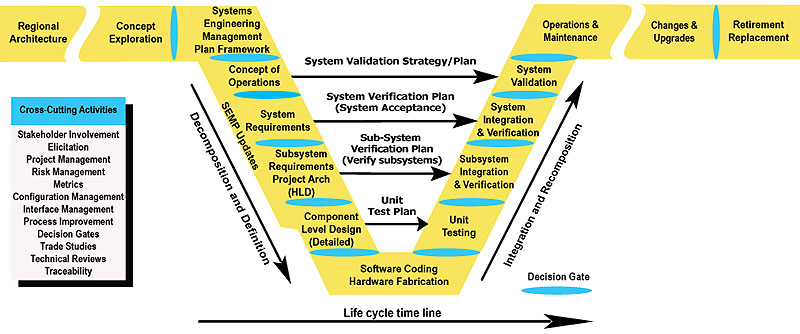 Regional
Architecture
Concept
Exploration
Systems
Engineering
Management
Plan Framework
Operations &
Maintenance
Changes &
Upgrades
Retirement
Replacement
Concept of
Operations
System Validation Strategy/Plan
System
Validation
System
Requirements
System Verification Plan
(System Acceptance)
System
Integration
& Verification
SEMP Updates
Subsystem
Requirements
Project Arch
(HLD)
Sub-System
Verification Plan
(Verify subsystems)
Subsystem
Integration
& Verification
Component
Level Design
(Detailed)
Unit
Test Plan
Unit
Testing
Software Coding
Hardware Fabrication
Decomposition and Definition
Integration and Recomposition
Cross-Cutting Activities
Stakeholder Involvement
Elicitation
Project Management
Risk Management
Metrics
Configuration Management
Interface Management
Process Improvement
Decision Gates
Trade Studies
Technical Reviews
Traceability
Decision Gate
Life cycle time line